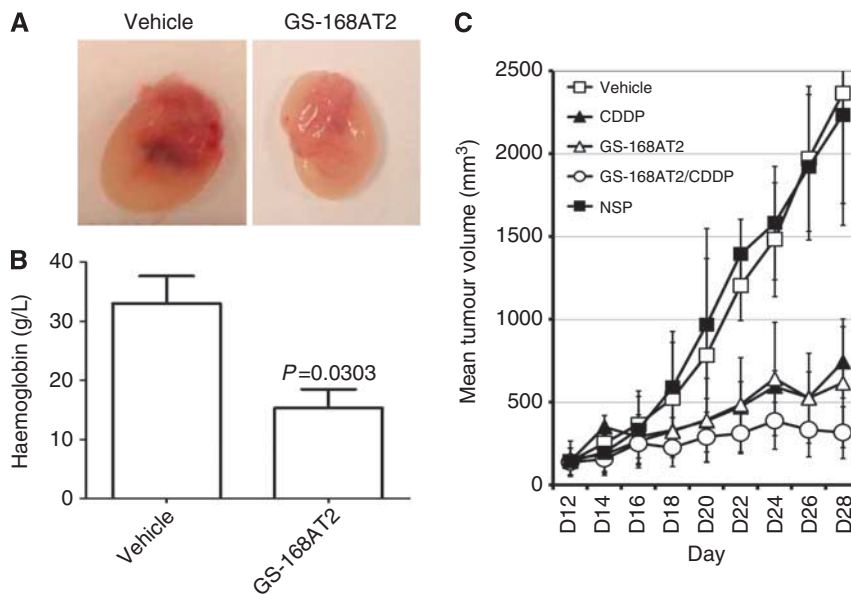 A
Vehicle
GS-168AT2
B
Haemoglobin (g/L)
40
30
20
10
0
P=0.0303
Vehicle
GS-168AT2
C
Mean tumour volume (mm³)
2500
2000
1500
1000
500
0
Vehicle
CDDP
GS-168AT2
GS-168AT2/CDDP
NSP
D12
D14
D16
D18
D20
D22
D24
D26
D28
Day